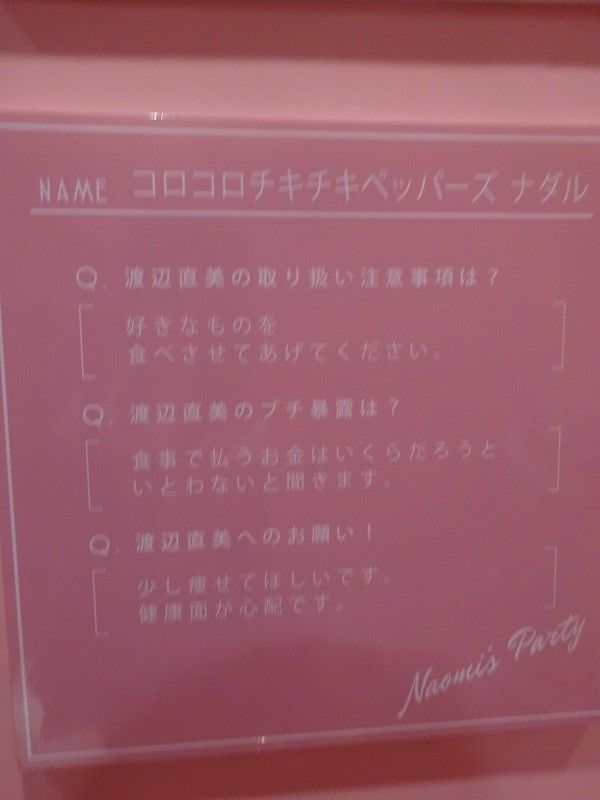 NAME コロコロチキチキペッパーズ ナダル
Q. 渡辺直美の取り扱い注意事項は?
好きなものを
食べさせてあげてください。
Q. 渡辺直美のプチ暴露は?
食事で払うお金はいくらだろうと
いとわないと聞きます。
Q. 渡辺直美へのお願い!
少し痩せてほしいです。
健康面が心配です。
Naomi's Party